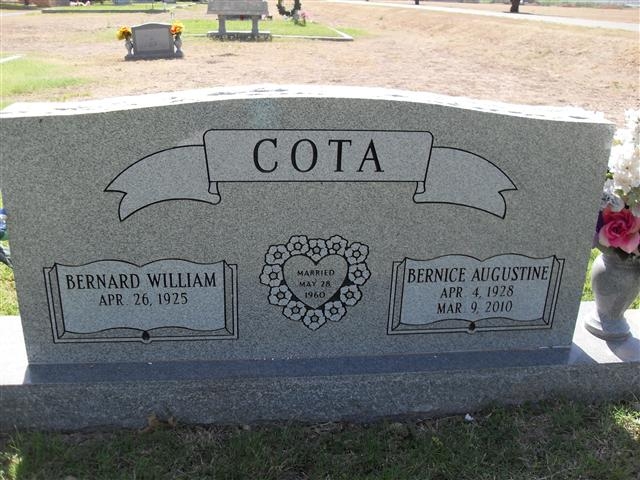 COTA
BERNARD WILLIAM
APR. 26, 1925
MARRIED
MAY 28
1960
BERNICE AUGUSTINE
APR. 4, 1928
MAR. 9, 2010